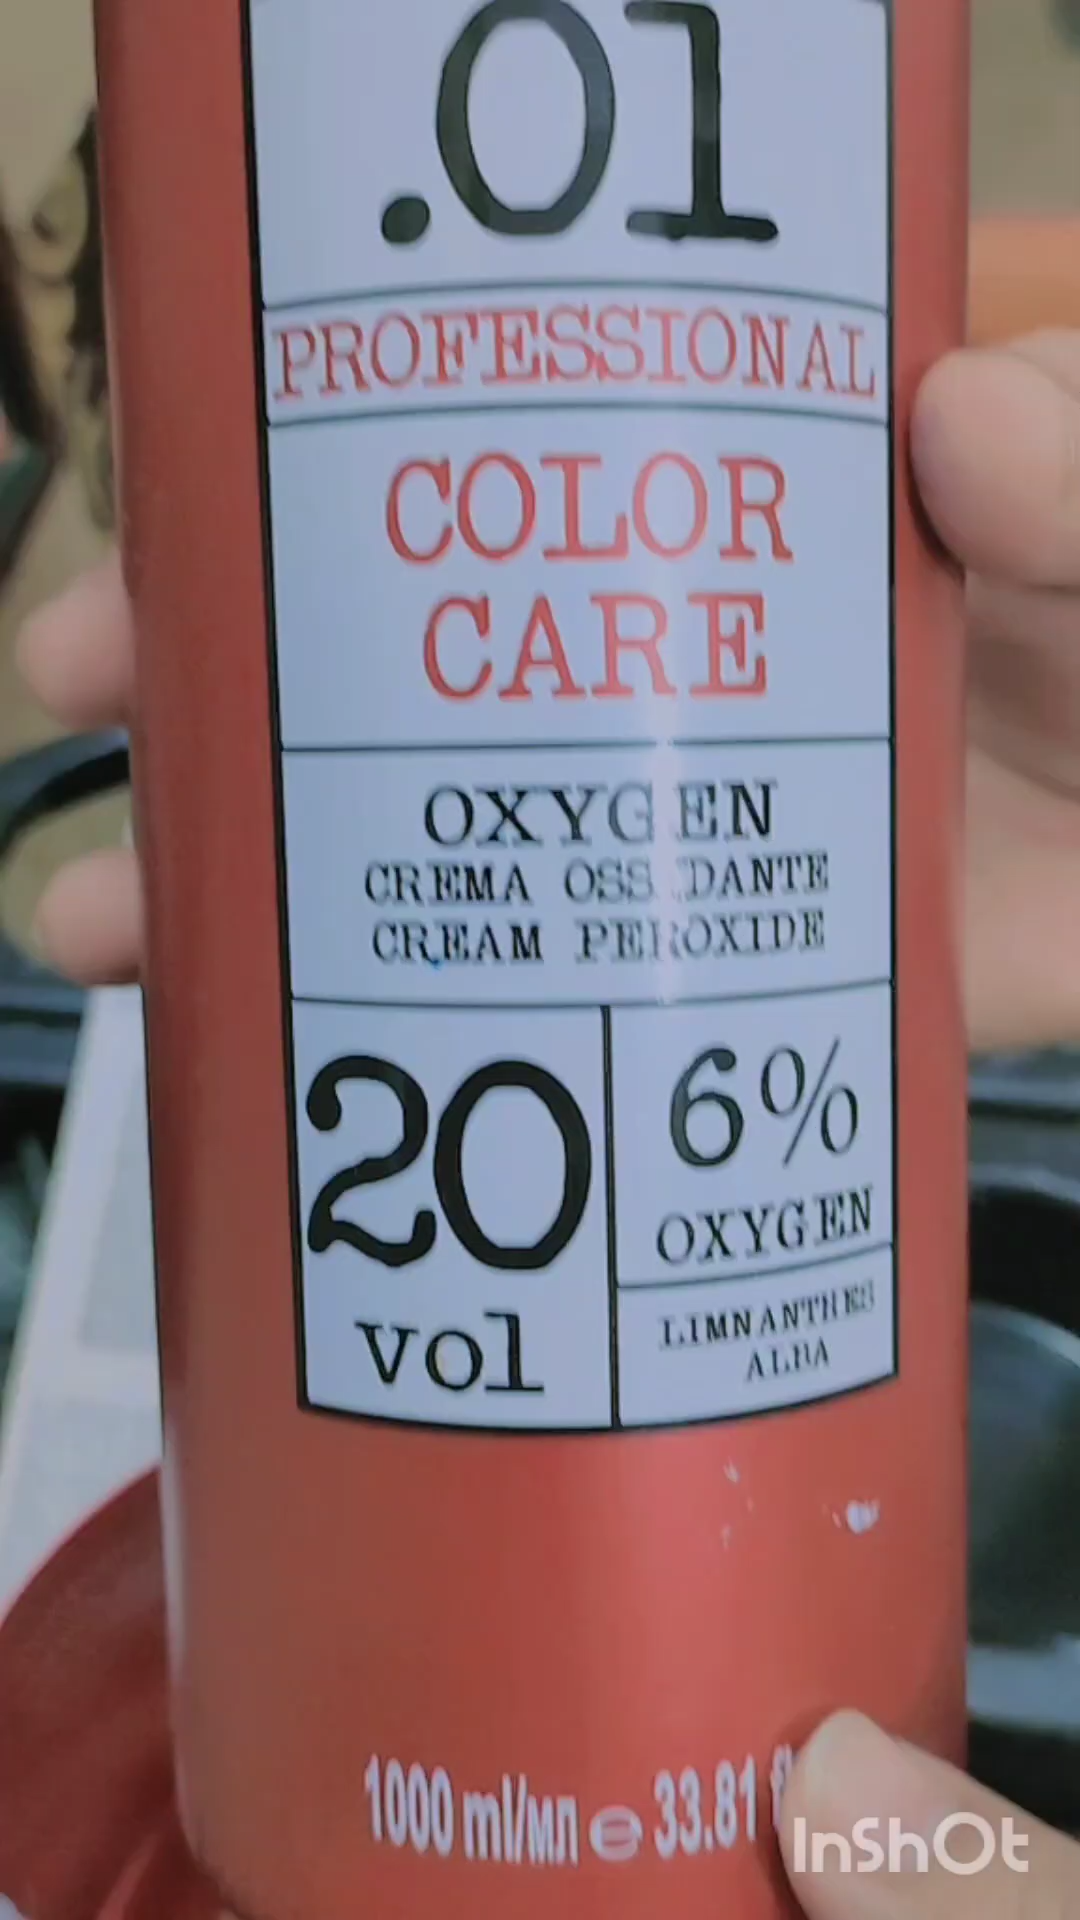 .01
PROFESSIONAL
COLOR
CARE
OXYGEN
CREMA OSSIDANTE
CREAM PEROXIDE
20
vol
6%
OXYGEN
LIMNANTHES
ALBA
1000 ml/мл e 33.81
InShOt